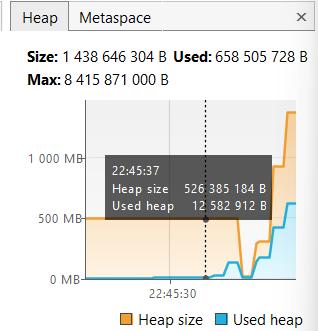 Heap Metaspace ×
Size: 1 438 646 304 B Used: 658 505 728 B
Max: 8 415 871 000 B
1 000 MB
22:45:37
Heap size 526 385 184 B
Used heap 12 582 912 B
500 MB
0 MB
22:45:30
Heap size Used heap